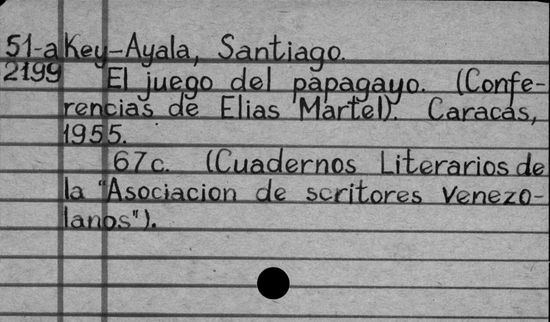 51-a Key-Ayala, Santiago.
2199 El juego del papagayo. (Confe-
rencias de Elias Martel). Caracas,
1955.
67c. (Cuadernos Literarios de
la "Asociacion de scritores Venezo-
lanos").